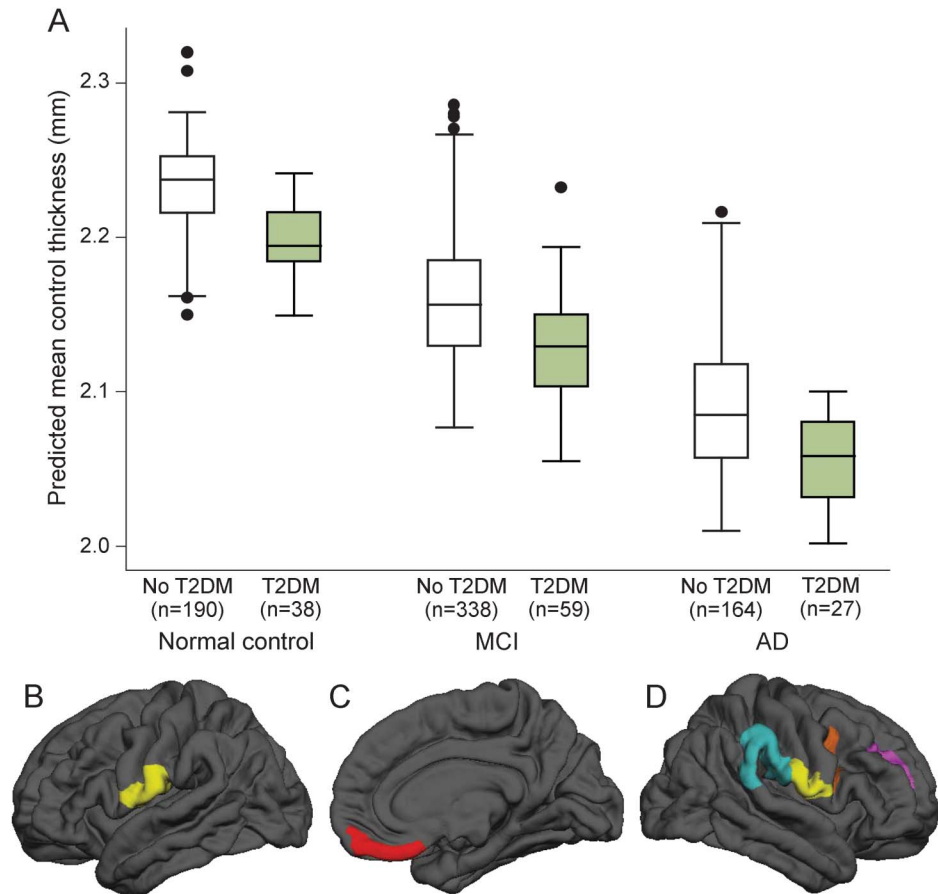 A
Predicted mean control thickness (mm)
2.3
2.2
2.1
2.0
No T2DM T2DM No T2DM T2DM No T2DM T2DM
(n=190) (n=38) (n=338) (n=59) (n=164) (n=27)
Normal control MCI AD
B C D